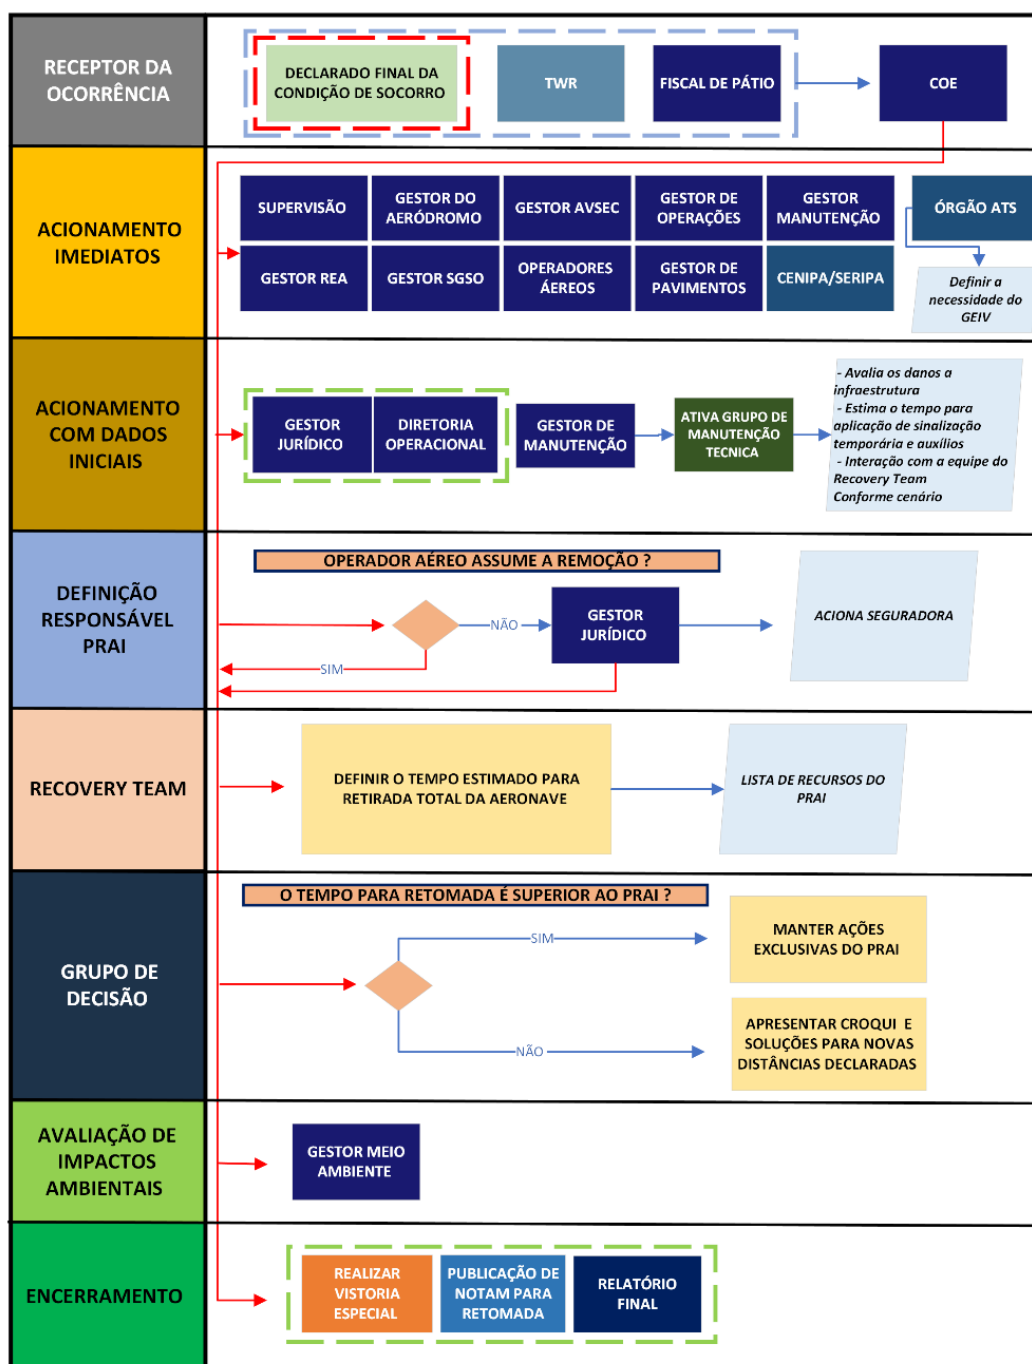 RECEPTOR DA
OCORRÊNCIA
DECLARADO FINAL DA
CONDIÇÃO DE SOCORRO
TWR
FISCAL DE PÁTIO
COE
ACIONAMENTO
IMEDIATOS
SUPERVISÃO
GESTOR DO
AERÓDROMO
GESTOR AVSEC
GESTOR DE
OPERAÇÕES
GESTOR
MANUTENÇÃO
ÓRGÃO ATS
GESTOR REA
GESTOR SGSO
OPERADORES
ÁEREOS
GESTOR DE
PAVIMENTOS
CENIPA/SERIPA
Definir a
necessidade do
GEIV
ACIONAMENTO
COM DADOS
INICIAIS
GESTOR
JURÍDICO
DIRETORIA
OPERACIONAL
GESTOR DE
MANUTENÇÃO
ATIVA GRUPO DE
MANUTENÇÃO
TECNICA
- Avalia os danos a
infraestrutura
- Estima o tempo para
aplicação de sinalização
temporária e auxílios
- Interação com a equipe do
Recovery Team
Conforme cenário
DEFINIÇÃO
RESPONSÁVEL
PRAI
OPERADOR AÉREO ASSUME A REMOÇÃO ?
NÃO
GESTOR
JURÍDICO
ACIONA SEGURADORA
SIM
RECOVERY TEAM
DEFINIR O TEMPO ESTIMADO PARA
RETIRADA TOTAL DA AERONAVE
LISTA DE RECURSOS DO
PRAI
GRUPO DE
DECISÃO
O TEMPO PARA RETOMADA É SUPERIOR AO PRAI ?
SIM
MANTER AÇÕES
EXCLUSIVAS DO PRAI
NÃO
APRESENTAR CROQUI E
SOLUÇÕES PARA NOVAS
DISTÂNCIAS DECLARADAS
AVALIAÇÃO DE
IMPACTOS
AMBIENTAIS
GESTOR MEIO
AMBIENTE
ENCERRAMENTO
REALIZAR
VISTORIA
ESPECIAL
PUBLICAÇÃO DE
NOTAM PARA
RETOMADA
RELATÓRIO
FINAL